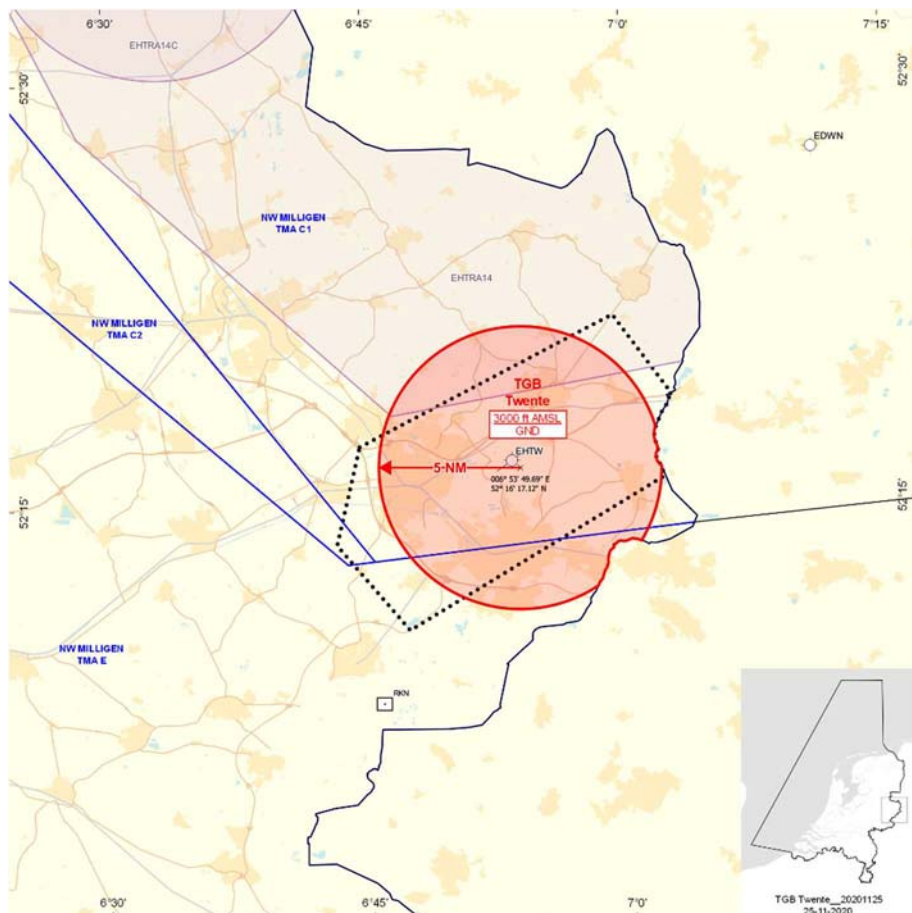 6°30'
6°45'
7°0'
7°15'
EHTRA14C
52°30'
52°30'
EDWN
NW MILLIGEN
TMA C1
EHTRA14
NW MILLIGEN
TMA C2
TGB
Twente
3000 ft AMSL
GND
EHTW
5-NM
006° 53' 49.69" E
52° 16' 17.12" N
52°15'
52°15'
NW MILLIGEN
TMA E
RKN
6°30'
6°45'
7°0'
TGB Twente__20201125
25-11-2020